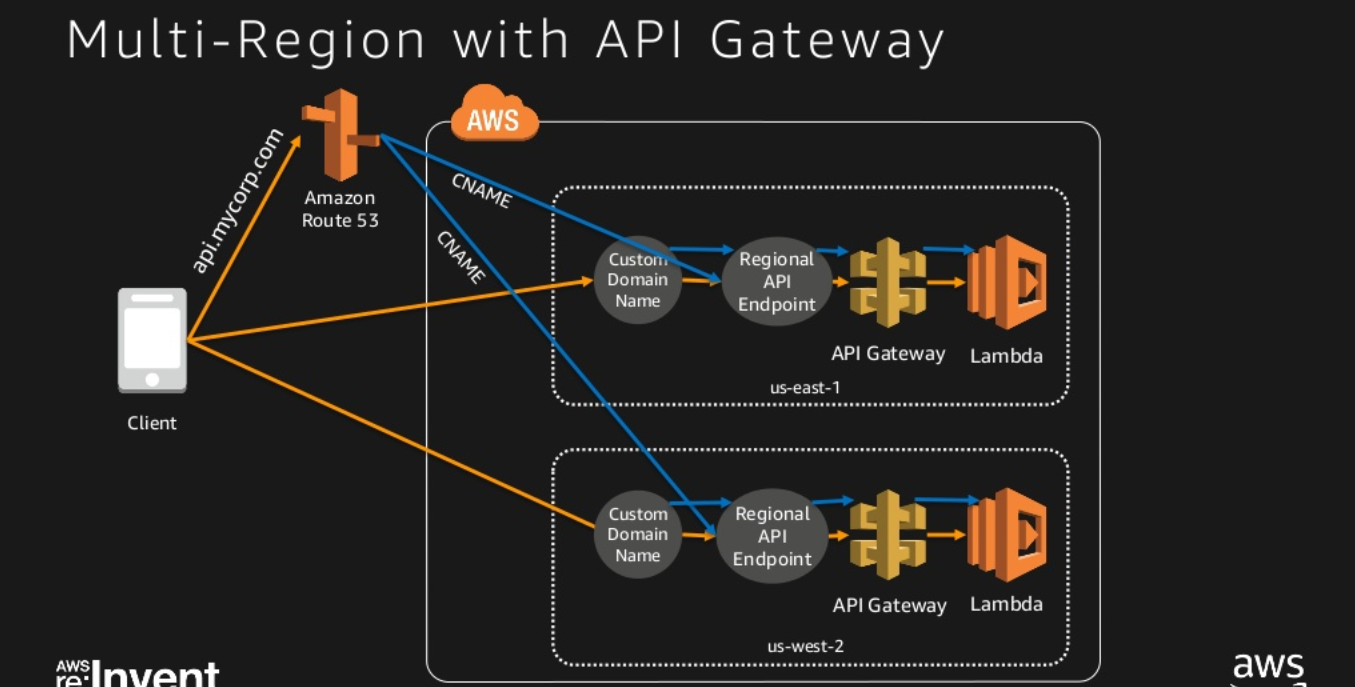 Multi-Region with API Gateway
AWS
api.mycorp.com
Amazon
Route 53
CNAME
CNAME
Client
Custom
Domain
Name
Regional
API
Endpoint
API Gateway
Lambda
us-east-1
Custom
Domain
Name
Regional
API
Endpoint
API Gateway
Lambda
us-west-2
AWS
re:Invent
aws